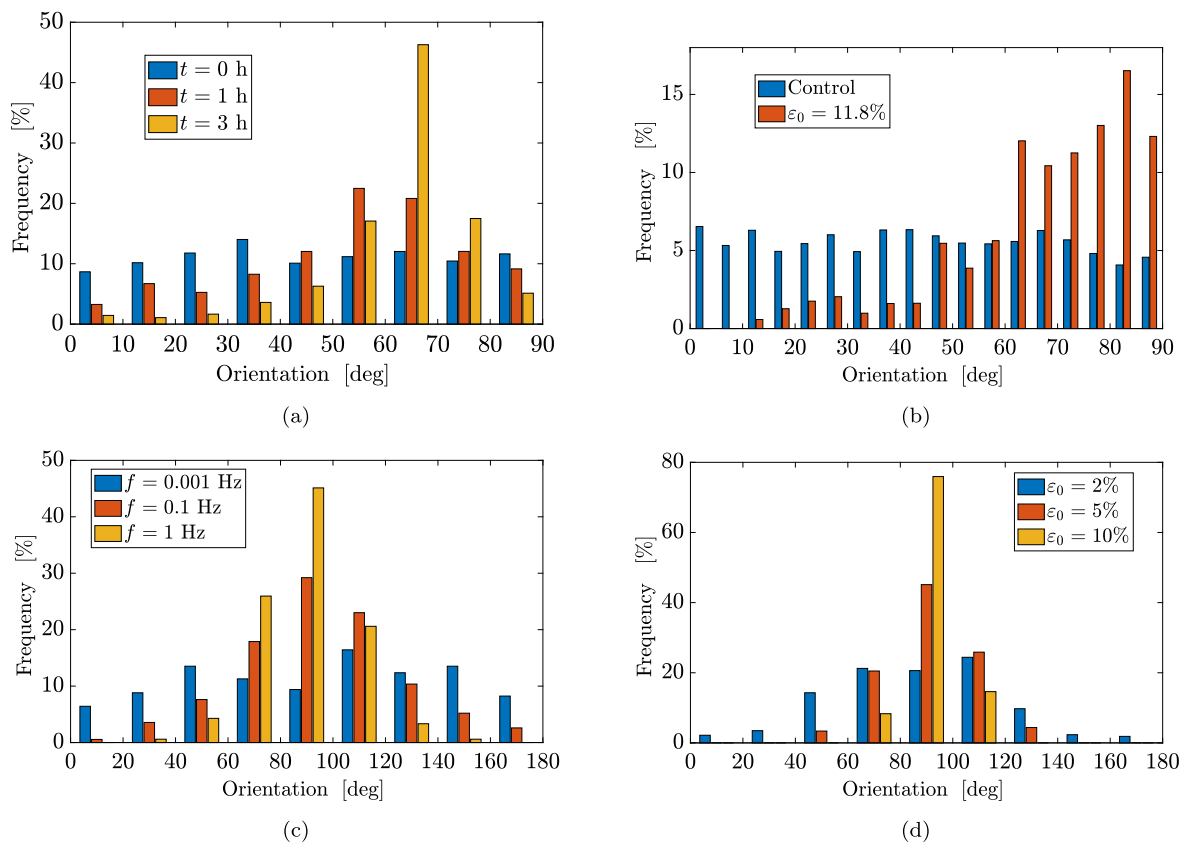 50
40
30
20
10
0
Frequency [%]
t = 0 h
t = 1 h
t = 3 h
0 10 20 30 40 50 60 70 80 90
Orientation [deg]
(a)
15
10
5
0
Frequency [%]
Control
ε₀ = 11.8%
0 10 20 30 40 50 60 70 80 90
Orientation [deg]
(b)
50
40
30
20
10
0
Frequency [%]
f = 0.001 Hz
f = 0.1 Hz
f = 1 Hz
0 20 40 60 80 100 120 140 160 180
Orientation [deg]
(c)
80
60
40
20
0
Frequency [%]
ε₀ = 2%
ε₀ = 5%
ε₀ = 10%
0 20 40 60 80 100 120 140 160 180
Orientation [deg]
(d)